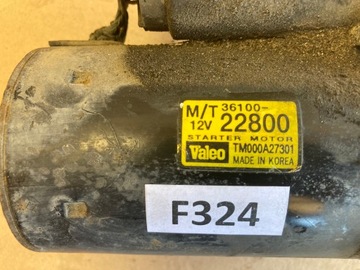 M/T 36100-
12V 22800
STARTER MOTOR
Valeo TM000A27301
MADE IN KOREA
F324